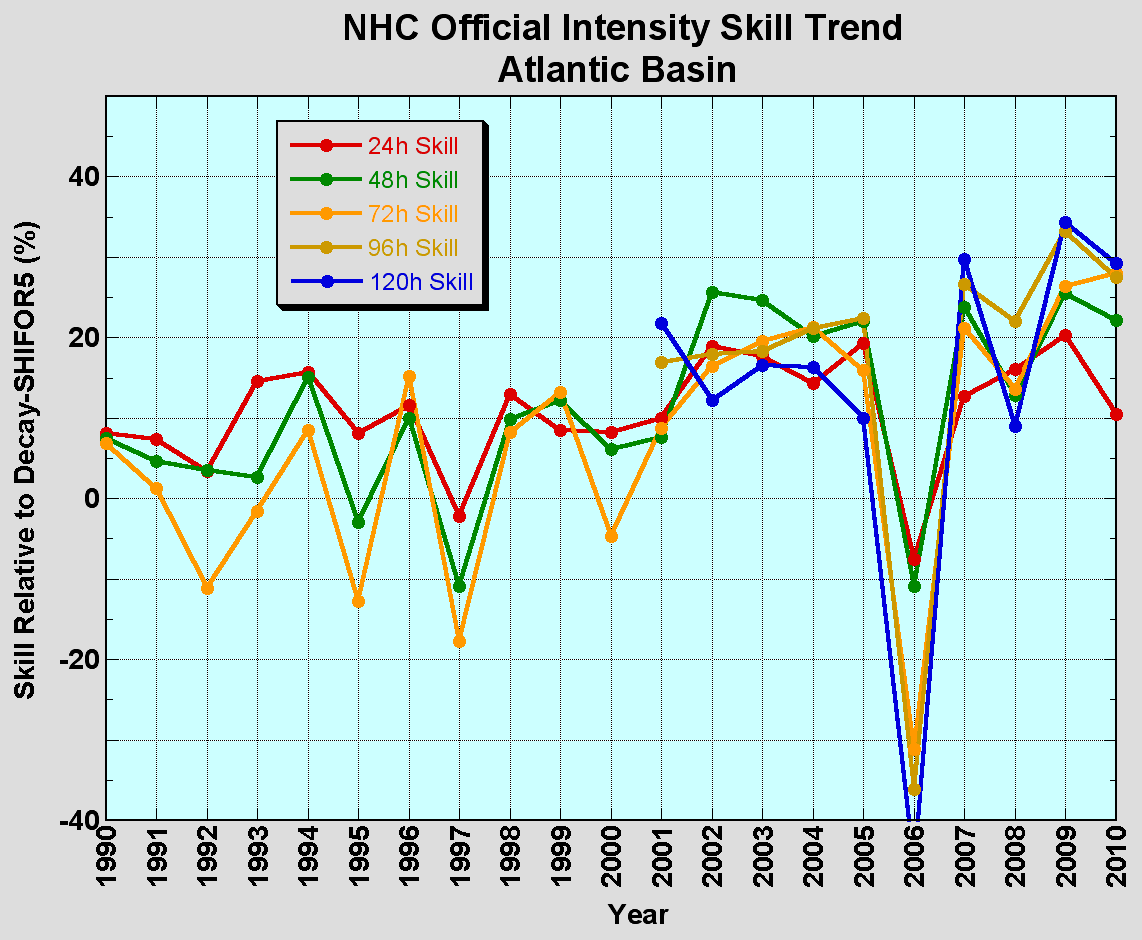 NHC Official Intensity Skill Trend
Atlantic Basin
24h Skill
48h Skill
72h Skill
96h Skill
120h Skill
40
20
0
-20
-40
Skill Relative to Decay-SHIFOR5 (%)
1990 1991 1992 1993 1994 1995 1996 1997 1998 1999 2000 2001 2002 2003 2004 2005 2006 2007 2008 2009 2010
Year